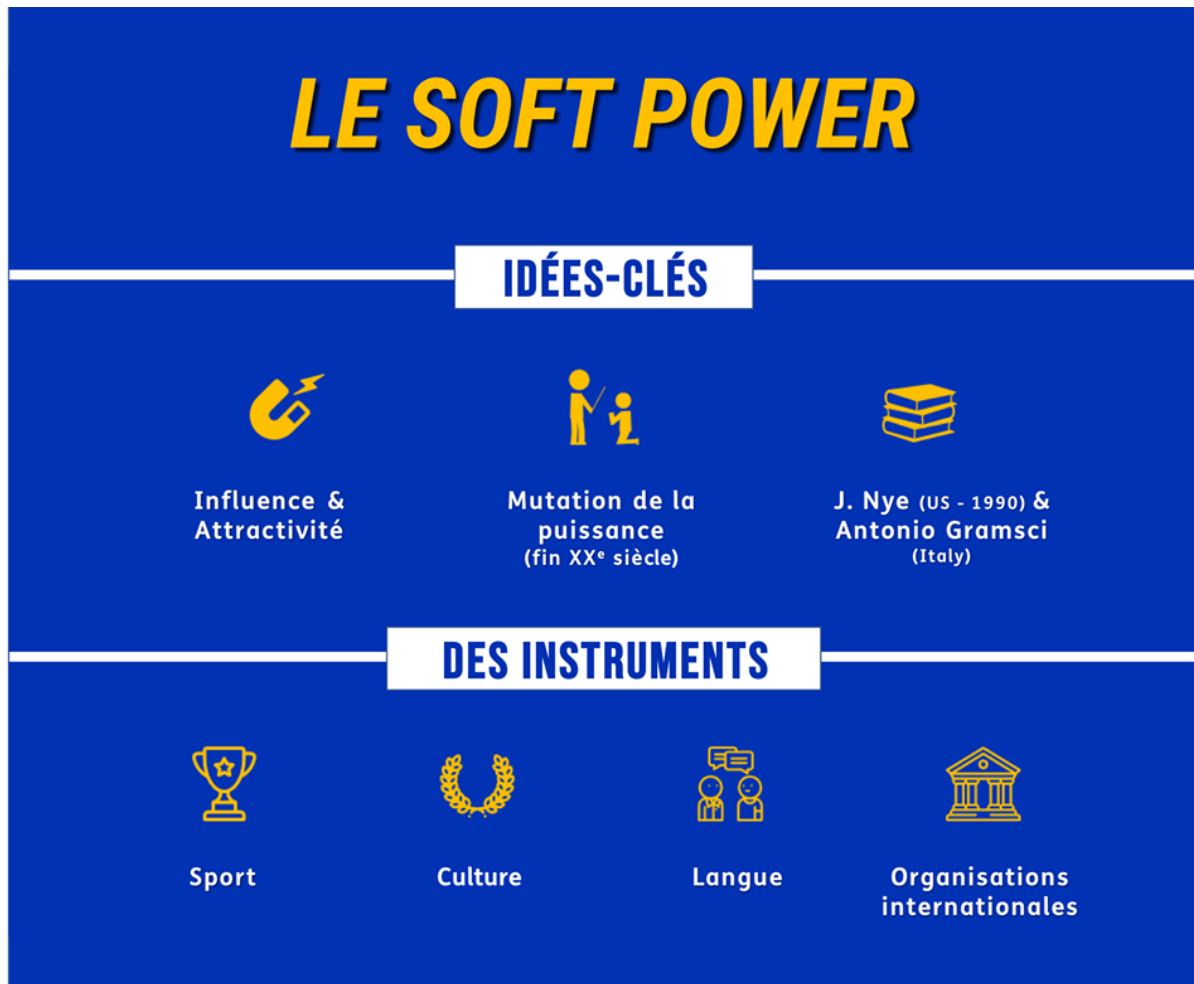 LE SOFT POWER
IDÉES-CLÉS
Influence &
Attractivité
Mutation de la
puissance
(fin XXᵉ siècle)
J. Nye (US - 1990) &
Antonio Gramsci
(Italy)
DES INSTRUMENTS
Sport
Culture
Langue
Organisations
internationales